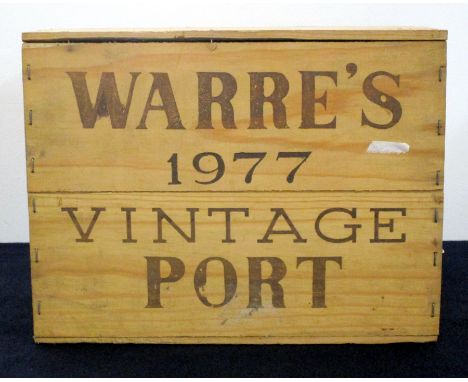 WARRE'S
1977
VINTAGE
PORT